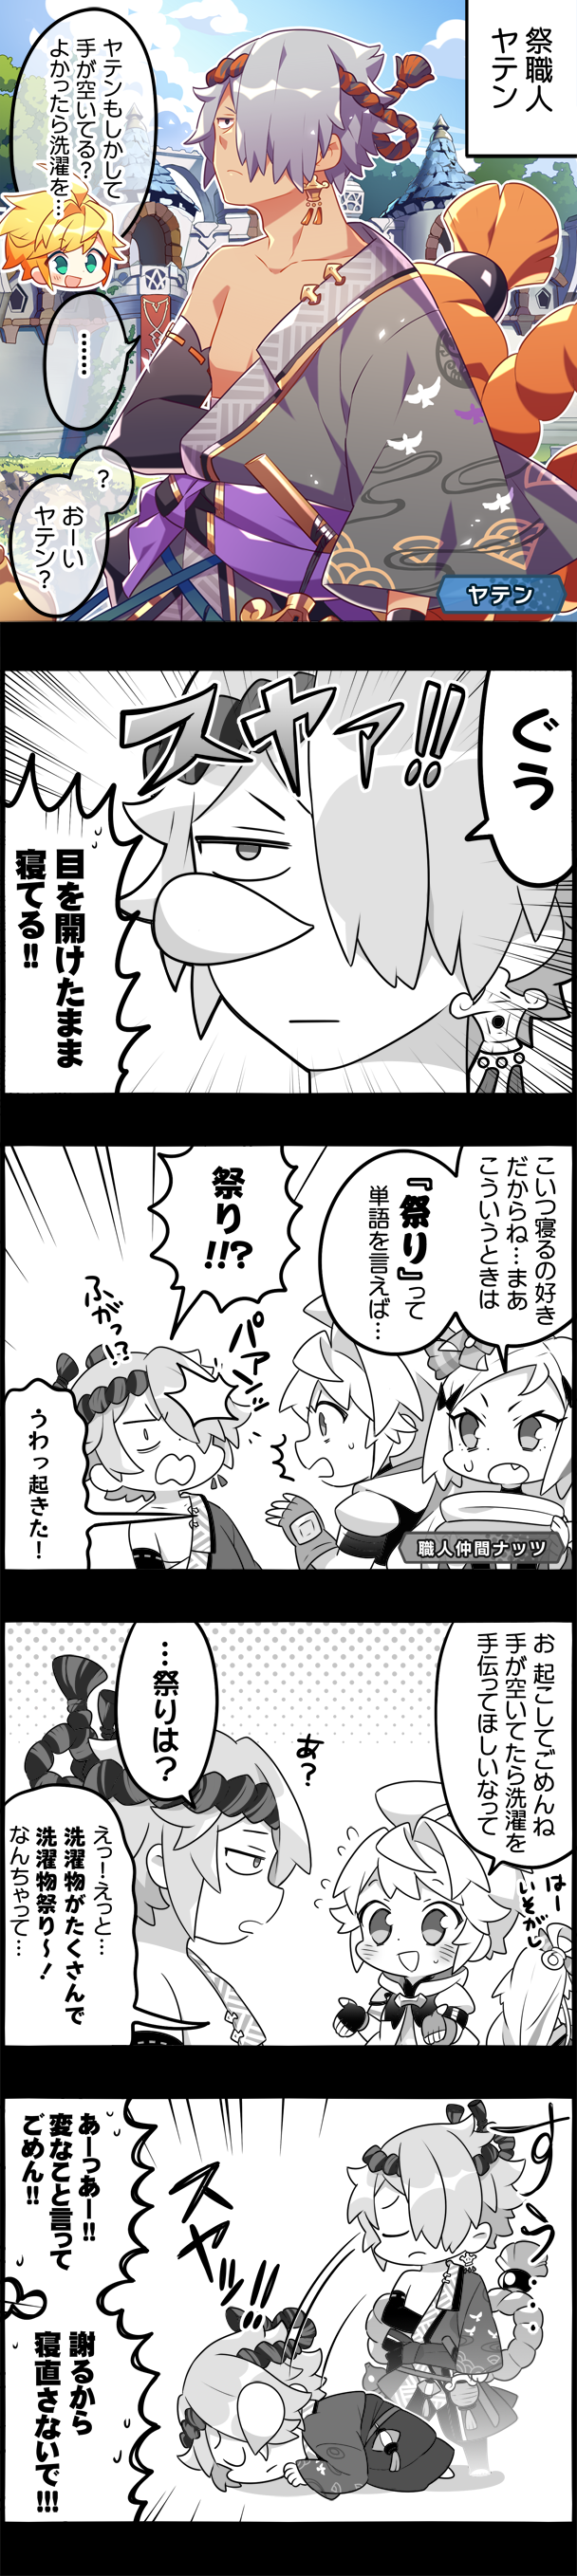 祭職人
ヤテン
ヤテンもしかして
手が空いてる？
よかったら洗濯を…
……
？
おーい
ヤテン？
ヤテン
ぐぅ
スヤァ!!
目を開けたまま
寝てる!!
こいつ寝るの好き
だからね…まあ
こういうときは
『祭り』って
単語を言えば…
祭り!!?
パァンッ
ふがっ!?
うわっ起きた！
職人仲間ナッツ
お 起こしてごめんね
手が空いてたら洗濯を
手伝ってほしいなって
はー
いそがし
あ？
…祭りは？
えっ！えっと…
洗濯物がたくさんで
洗濯物祭り～！
なんちゃって…
すぅ…
スヤッ!!
あーっあー!!
変なこと言って
ごめん!!
謝るから
寝直さないで!!!